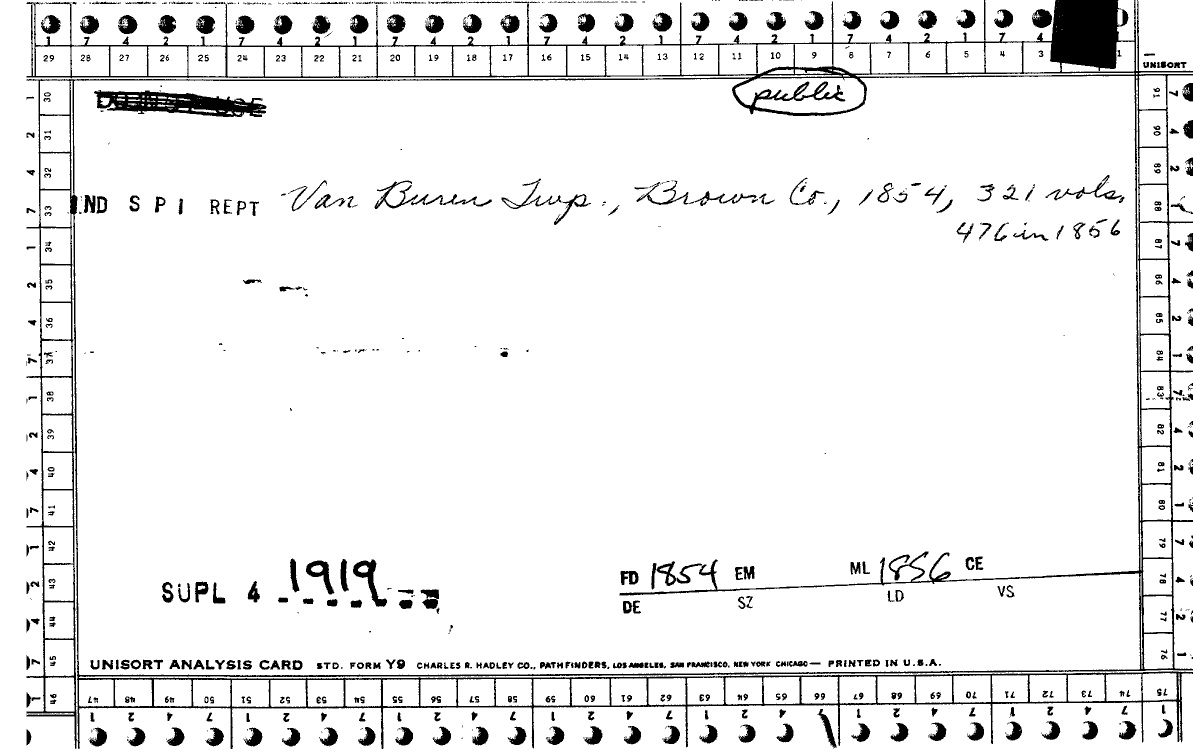 1 7 4 2 1 7 4 2 1 7 4 2 1 7 4 2 1 7 4 2 1 7 4 2 1 7 4
29 28 27 26 25 24 23 22 21 20 19 18 17 16 15 14 13 12 11 10 9 8 7 6 5 4 3 1
UNISORT
public
IND S P I REPT Van Buren Twp., Brown Co., 1854, 321 vols,
476 in 1856
SUPL 4 1919
FD 1854 EM ML 1856 CE
DE SZ LD VS
UNISORT ANALYSIS CARD STD. FORM Y9 CHARLES R. HADLEY CO., PATHFINDERS, LOS ANGELES, SAN FRANCISCO, NEW YORK CHICAGO — PRINTED IN U.S.A.
30 31 32 33 34 35 36 37 38 39 40 41 42 43 44 45 46
91 90 89 88 87 86 85 84 83 82 81 80 79 78 77 76
47 48 49 50 51 52 53 54 55 56 57 58 59 60 61 62 63 64 65 66 67 68 69 70 71 72 73 74 75